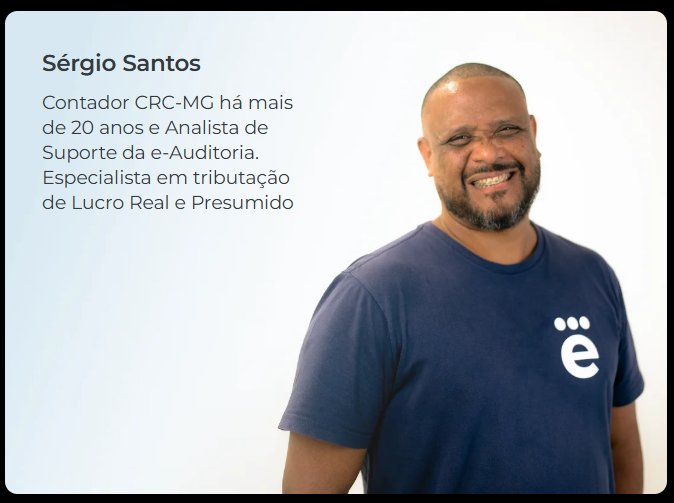 Sérgio Santos
Contador CRC-MG há mais
de 20 anos e Analista de
Suporte da e-Auditoria.
Especialista em tributação
de Lucro Real e Presumido
e